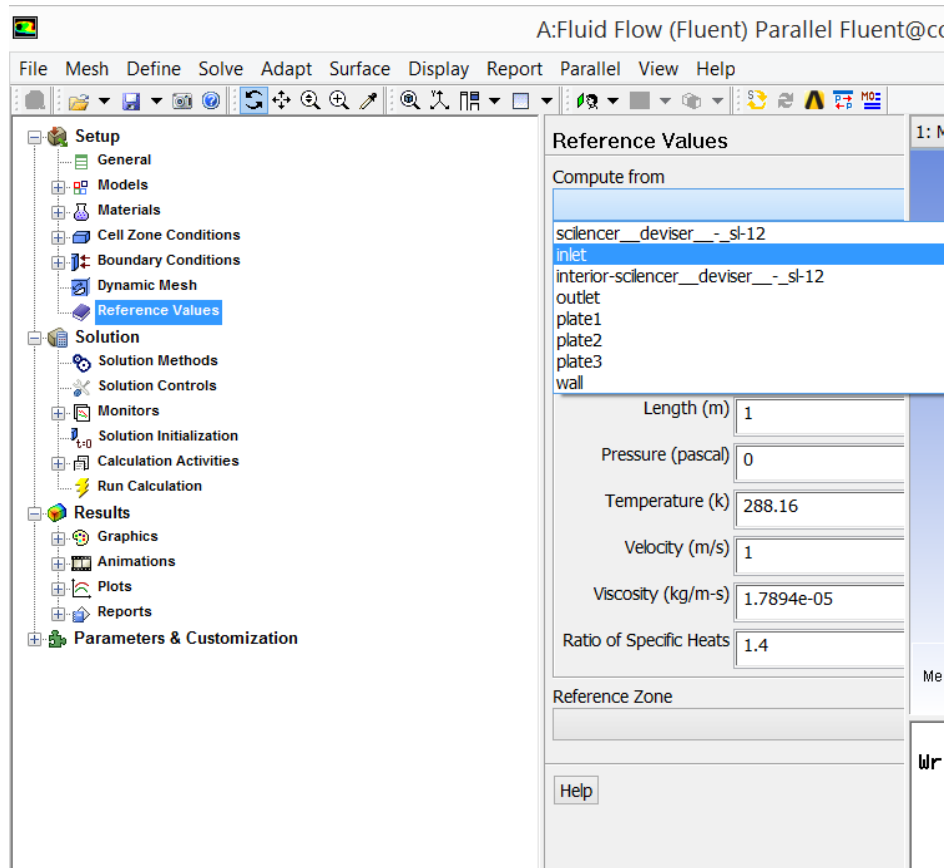 A:Fluid Flow (Fluent) Parallel Fluent@co
File Mesh Define Solve Adapt Surface Display Report Parallel View Help
Setup
General
Models
Materials
Cell Zone Conditions
Boundary Conditions
Dynamic Mesh
Reference Values
Solution
Solution Methods
Solution Controls
Monitors
t=0 Solution Initialization
Calculation Activities
Run Calculation
Results
Graphics
Animations
Plots
Reports
Parameters & Customization
Reference Values
Compute from
scilencer__deviser__-_sl-12
inlet
interior-scilencer__deviser__-_sl-12
outlet
plate1
plate2
plate3
wall
Length (m) 1
Pressure (pascal) 0
Temperature (k) 288.16
Velocity (m/s) 1
Viscosity (kg/m-s) 1.7894e-05
Ratio of Specific Heats 1.4
Reference Zone
Help
1: M
Me
Wr